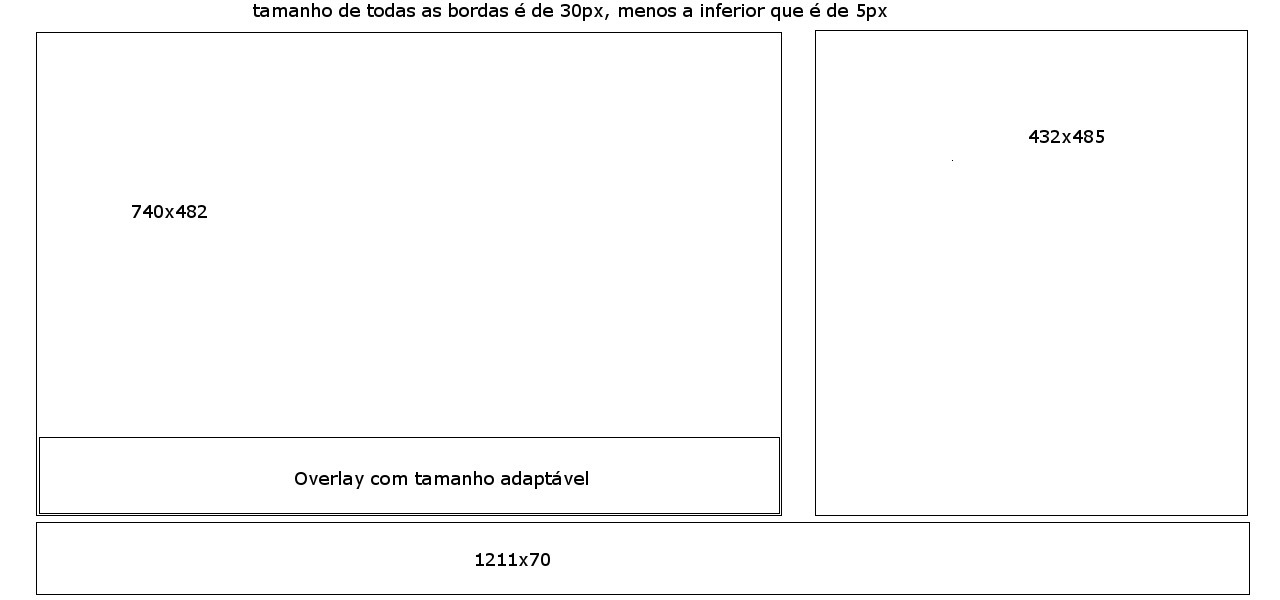 tamanho de todas as bordas é de 30px, menos a inferior que é de 5px
432x485
740x482
Overlay com tamanho adaptável
1211x70